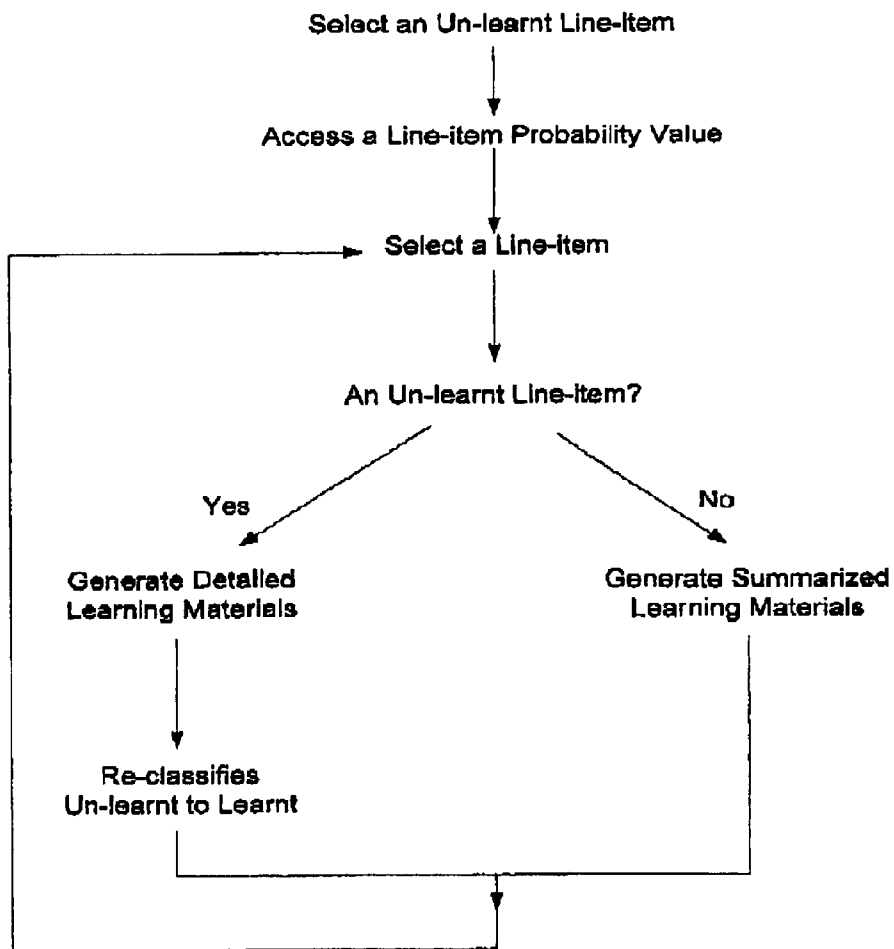 Select an Un-learnt Line-item
Access a Line-item Probability Value
Select a Line-item
An Un-learnt Line-item?
Yes
No
Generate Detailed
Learning Materials
Generate Summarized
Learning Materials
Re-classifies
Un-learnt to Learnt